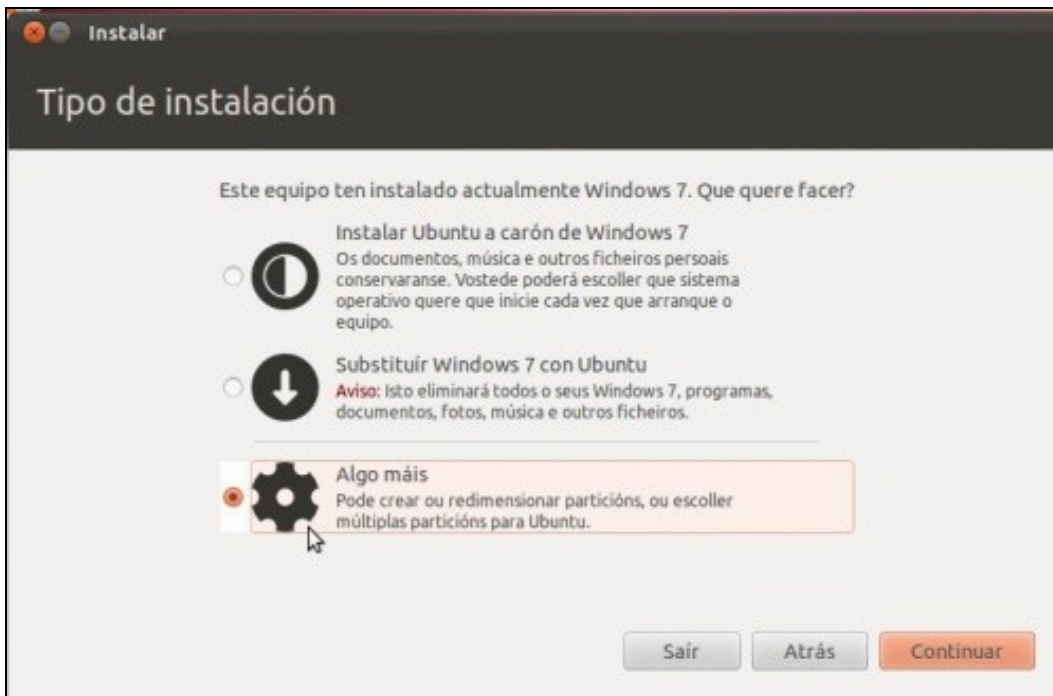 Instalar
Tipo de instalación
Este equipo ten instalado actualmente Windows 7. Que quere facer?
Instalar Ubuntu a carón de Windows 7
Os documentos, música e outros ficheiros persoais
conservaranse. Vostede poderá escoller que sistema
operativo quere que inicie cada vez que arranque o
equipo.
Substituír Windows 7 con Ubuntu
Aviso: Isto eliminará todos o seus Windows 7, programas,
documentos, fotos, música e outros ficheiros.
Algo máis
Pode crear ou redimensionar particións, ou escoller
múltiplas particións para Ubuntu.
Saír
Atrás
Continuar